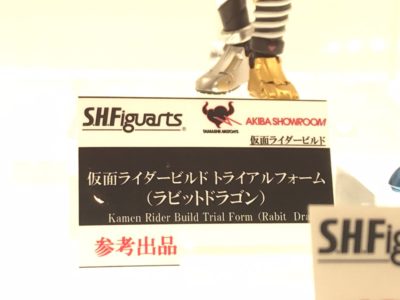 S.H.Figuarts®
TAMASHII NATIONS
AKIBA SHOWROOM
仮面ライダービルド
仮面ライダービルド トライアルフォーム
(ラビットドラゴン)
Kamen Rider Build Trial Form (Rabit Dra
参考出品
S.H.Fig